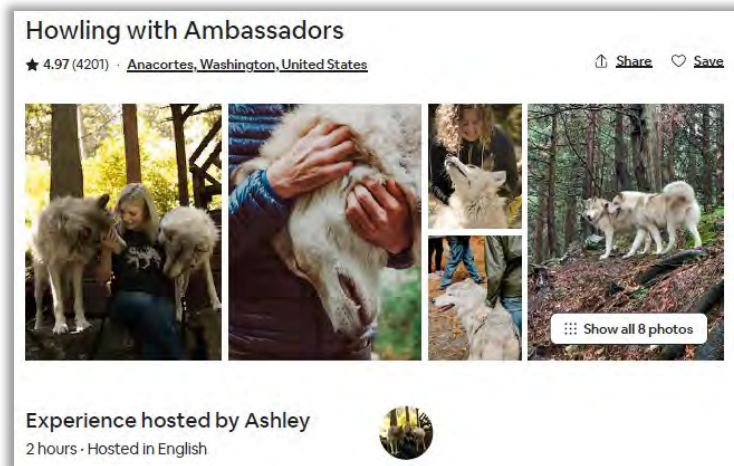 Howling with Ambassadors
★ 4.97 (4201) · Anacortes, Washington, United States
Share
Save
Show all 8 photos
Experience hosted by Ashley
2 hours · Hosted in English